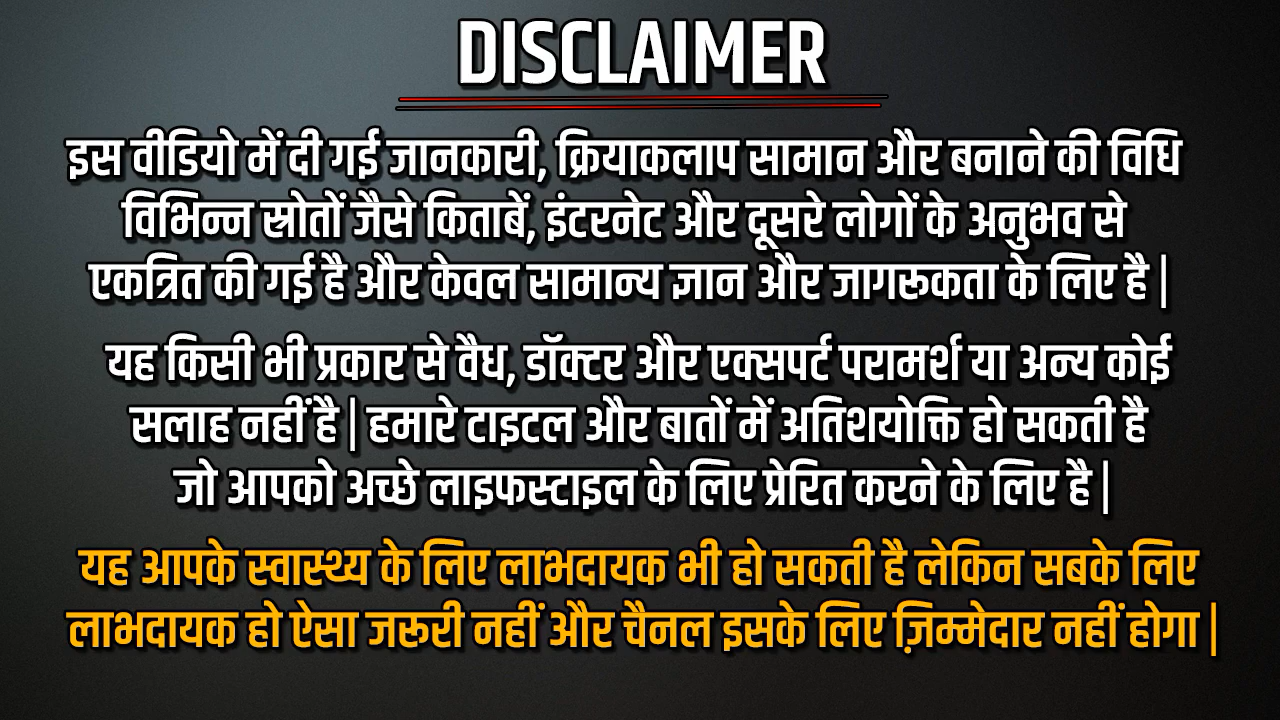 DISCLAIMER
इस वीडियो में दी गई जानकारी, क्रियाकलाप सामान और बनाने की विधि
विभिन्न स्रोतों जैसे किताबें, इंटरनेट और दूसरे लोगों के अनुभव से
एकत्रित की गई है और केवल सामान्य ज्ञान और जागरूकता के लिए है |
यह किसी भी प्रकार से वैध, डॉक्टर और एक्सपर्ट परामर्श या अन्य कोई
सलाह नहीं है | हमारे टाइटल और बातों में अतिशयोक्ति हो सकती है
जो आपको अच्छे लाइफस्टाइल के लिए प्रेरित करने के लिए है |
यह आपके स्वास्थ्य के लिए लाभदायक भी हो सकती है लेकिन सबके लिए
लाभदायक हो ऐसा जरूरी नहीं और चैनल इसके लिए ज़िम्मेदार नहीं होगा |